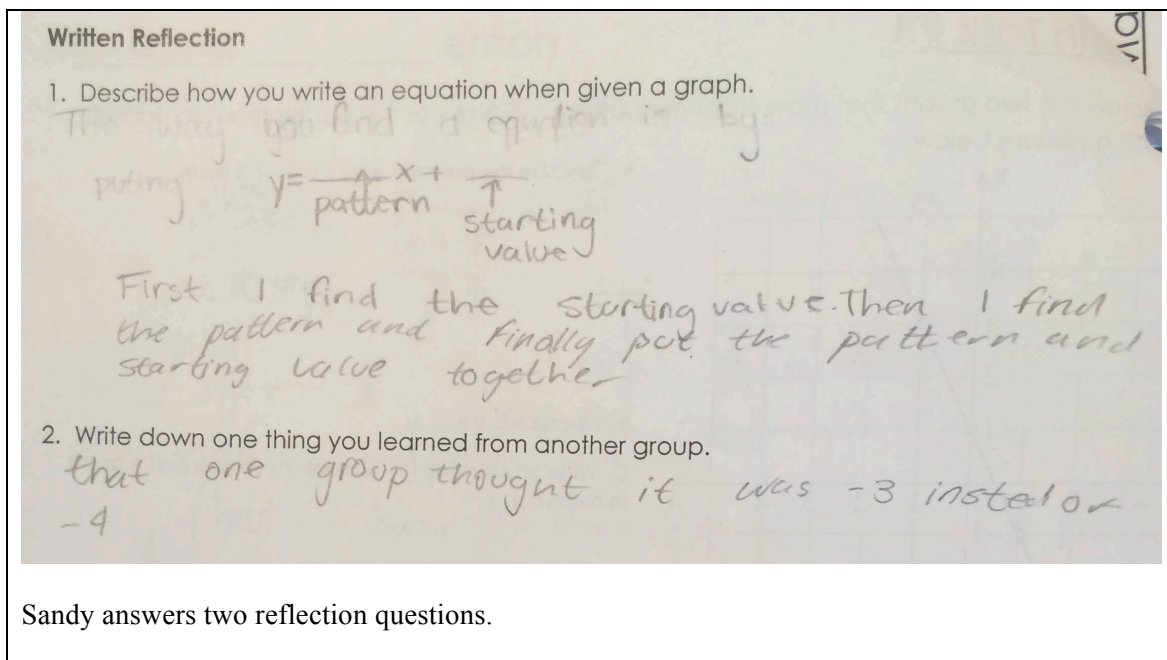 Written Reflection
1. Describe how you write an equation when given a graph.
The way you find a equation is by
puting y= ___ x + ___
pattern
starting
value
First I find the starting value. Then I find
the pattern and finally put the pattern and
starting value together
2. Write down one thing you learned from another group.
that one group thought it was -3 insted of
-4
Sandy answers two reflection questions.